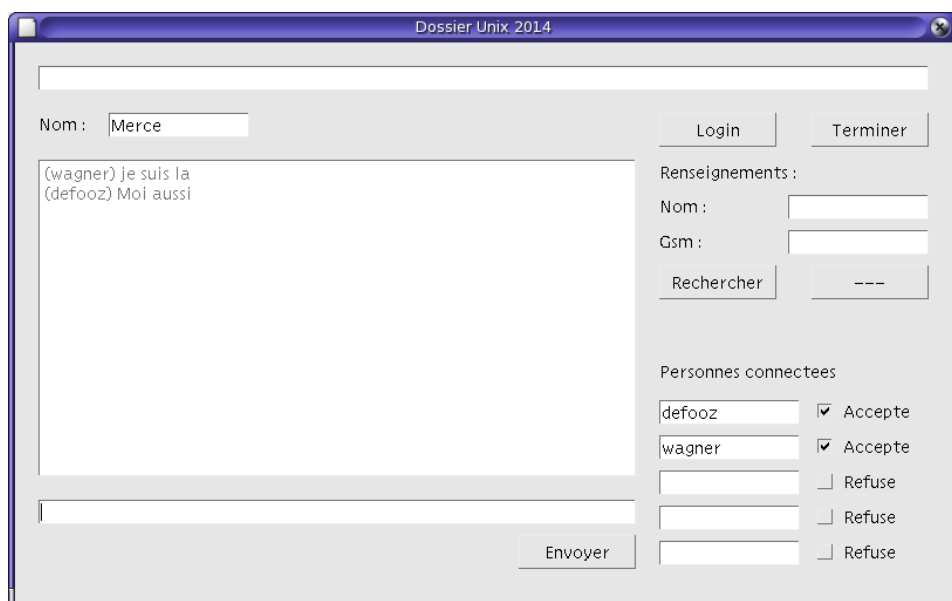 Dossier Unix 2014
Nom : Merce
Login Terminer
(wagner) je suis la
(defooz) Moi aussi
Renseignements :
Nom :
Gsm :
Rechercher ---
Personnes connectees
defooz Accepte
wagner Accepte
Refuse
Refuse
Refuse
Envoyer